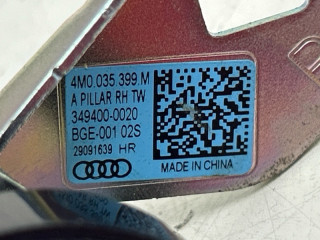 4M0.035.399.M
A PILLAR RH TW
349400-0020
BGE-001 02S
29091639 HR
MADE IN CHINA